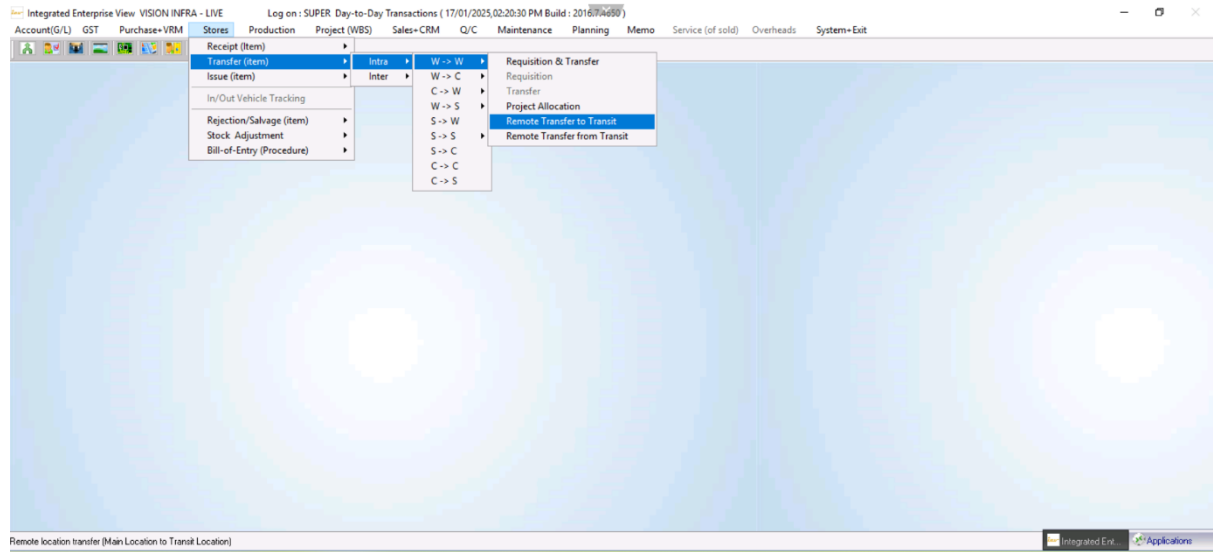 Integrated Enterprise View VISION INFRA - LIVE Log on : SUPER Day-to-Day Transactions ( 17/01/2025,02:20:30 PM Build : 2016.7.4650 )
Account(G/L) GST Purchase+VRM Stores Production Project (WBS) Sales+CRM Q/C Maintenance Planning Memo Service (of sold) Overheads System+Exit
Receipt (Item)
Transfer (item) Intra W -> W Requisition & Transfer
Issue (item) Inter W -> C Requisition
C -> W Transfer
In/Out Vehicle Tracking
W -> S Project Allocation
Rejection/Salvage (item) S -> W Remote Transfer to Transit
Stock Adjustment S -> S Remote Transfer from Transit
Bill-of-Entry (Procedure) S -> C
C -> C
C -> S
Remote location transfer (Main Location to Transit Location) Integrated Ent... Applications